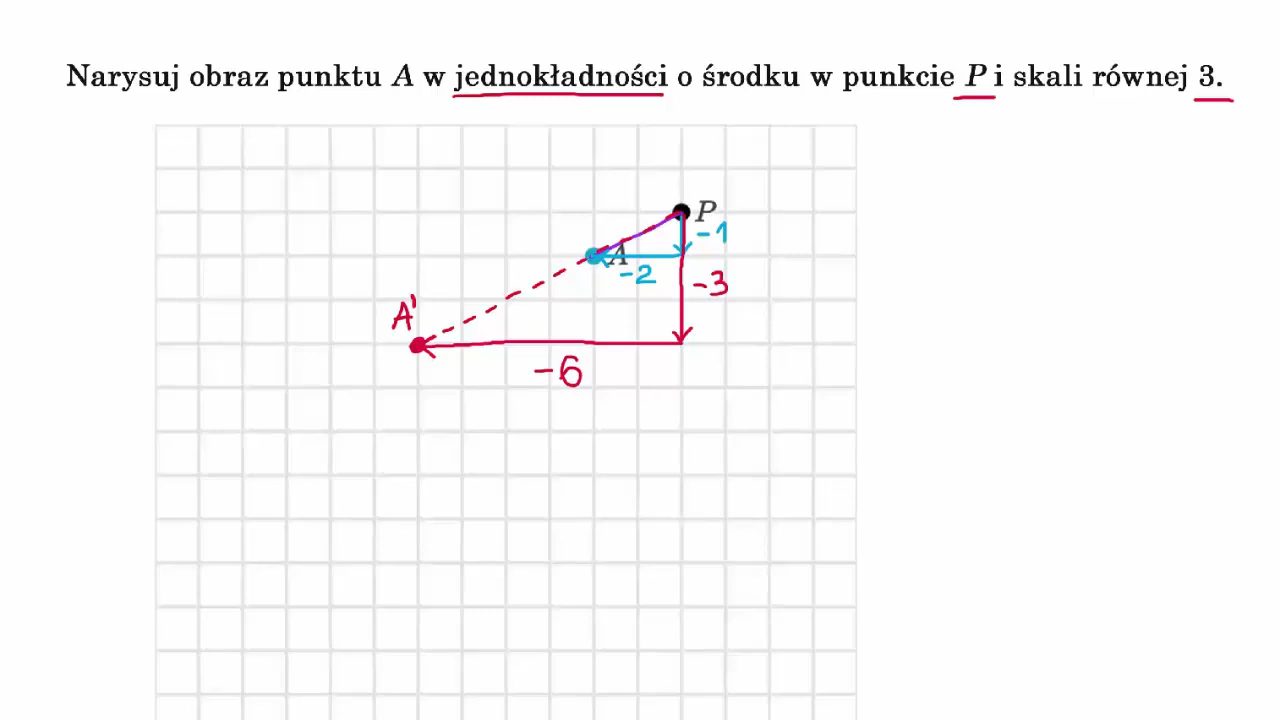 Narysuj obraz punktu A w jednokładności o środku w punkcie P i skali równej 3.
P
-1
A
-2
-3
A'
-6